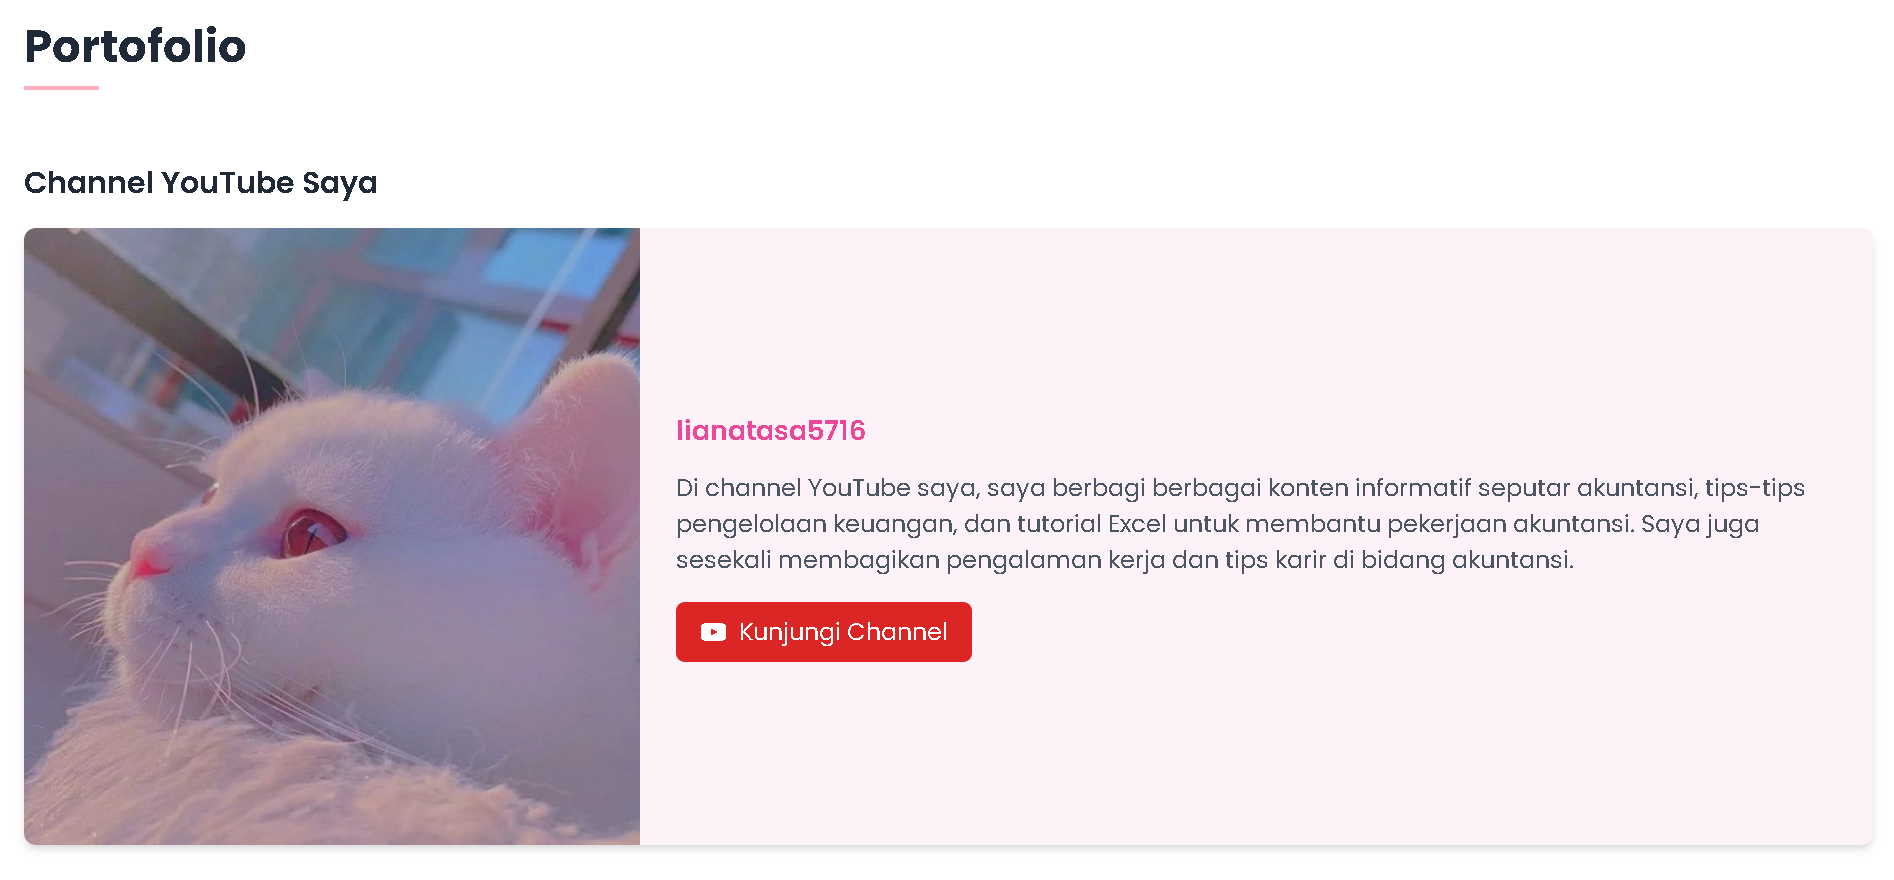 Portofolio
Channel YouTube Saya
lianatasa5716
Di channel YouTube saya, saya berbagi berbagai konten informatif seputar akuntansi, tips-tips
pengelolaan keuangan, dan tutorial Excel untuk membantu pekerjaan akuntansi. Saya juga
sesekali membagikan pengalaman kerja dan tips karir di bidang akuntansi.
Kunjungi Channel